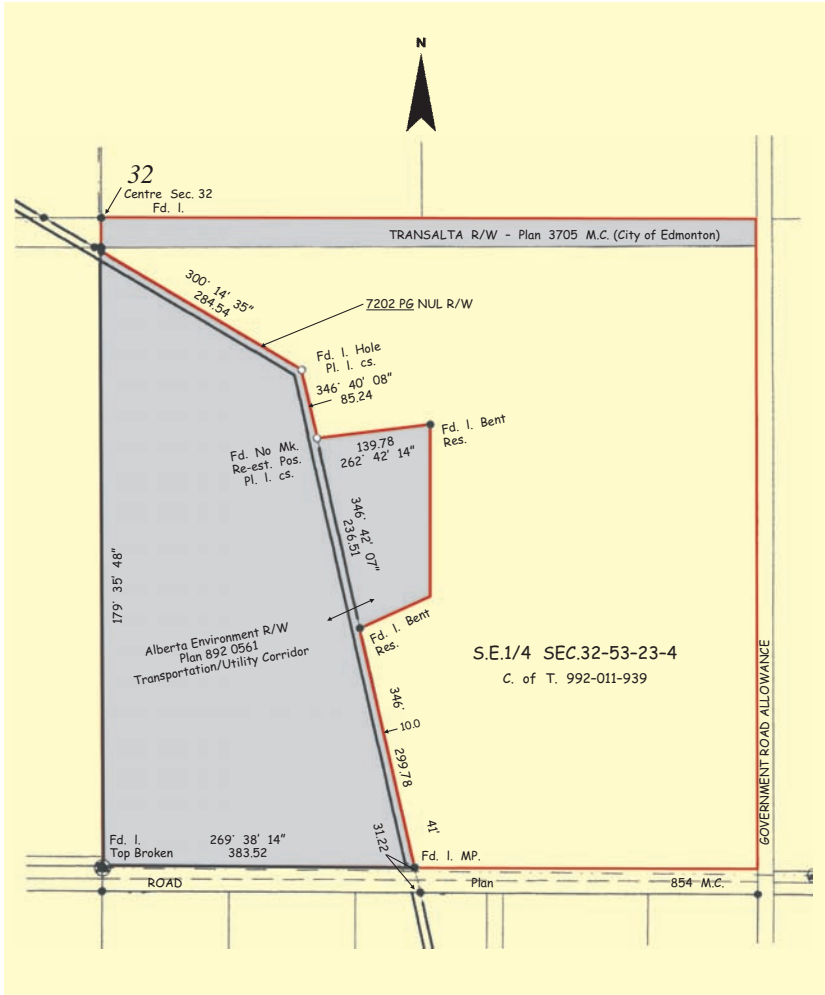 N
32
Centre Sec. 32
Fd. I.
TRANSALTA R/W - Plan 3705 M.C. (City of Edmonton)
300° 14' 35"
284.54
7202 PG NUL R/W
Fd. I. Hole
Pl. I. cs.
346° 40' 08"
85.24
Fd. I. Bent
Res.
139.78
262° 42' 14"
Fd. No Mk.
Re-est. Pos.
Pl. I. cs.
346° 42' 07"
236.51
179° 35' 48"
Alberta Environment R/W
Plan 892 0561
Transportation/Utility Corridor
Fd. I. Bent
Res.
S.E.1/4 SEC.32-53-23-4
C. of T. 992-011-939
GOVERNMENT ROAD ALLOWANCE
346°
10.0
299.78
41'
31.22
Fd. I.
Top Broken
269° 38' 14"
383.52
Fd. I. MP.
ROAD Plan 854 M.C.